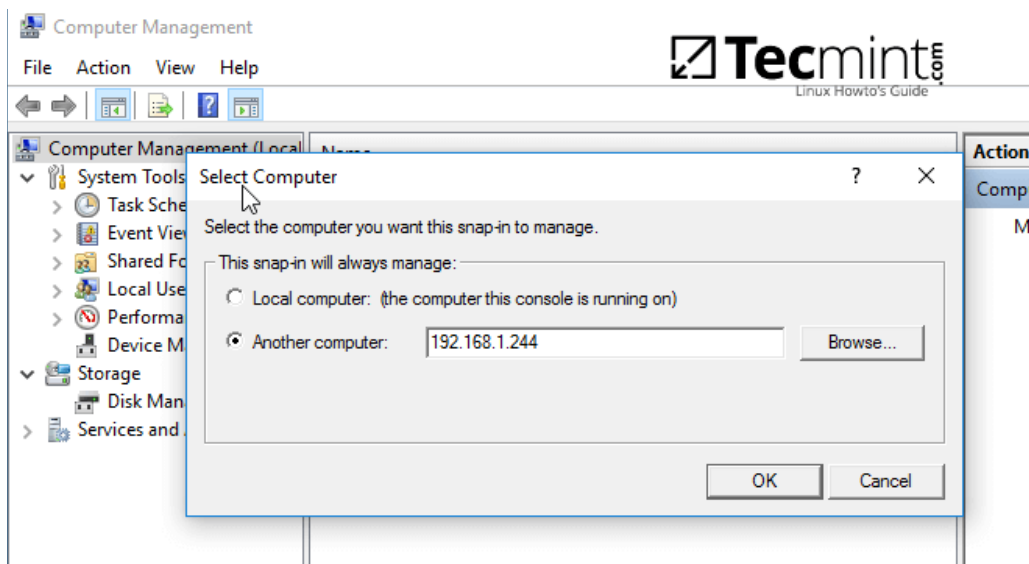 Computer Management
File Action View Help
Tecmint.com
Linux Howto's Guide
Computer Management (Local
Name
Action
System Tools
Select Computer
?
Comp
Task Sche
Select the computer you want this snap-in to manage.
M
Event Vie
Shared Fo
This snap-in will always manage:
Local Use
Local computer: (the computer this console is running on)
Performa
Device M
Another computer:
192.168.1.244
Browse...
Storage
Disk Man
Services and
OK
Cancel